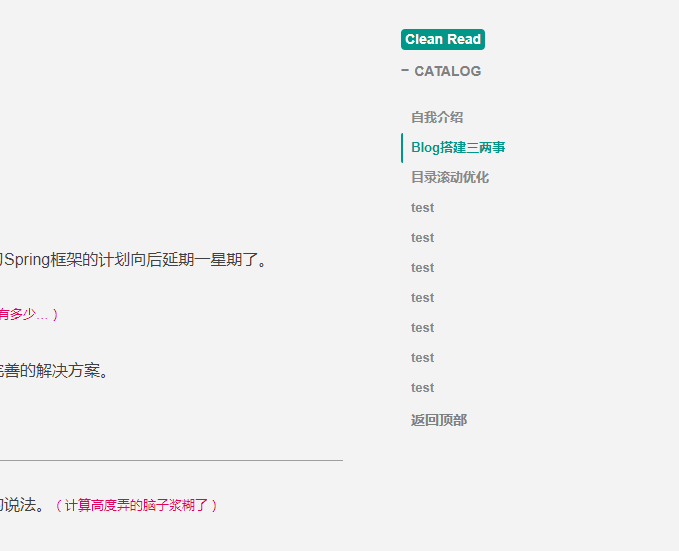 Clean Read
− CATALOG
自我介绍
Blog搭建三两事
目录滚动优化
test
test
test
test
test
test
test
返回顶部
Spring框架的计划向后延期一星期了。
有多少...）
完善的解决方案。
的说法。（计算高度弄的脑子浆糊了）